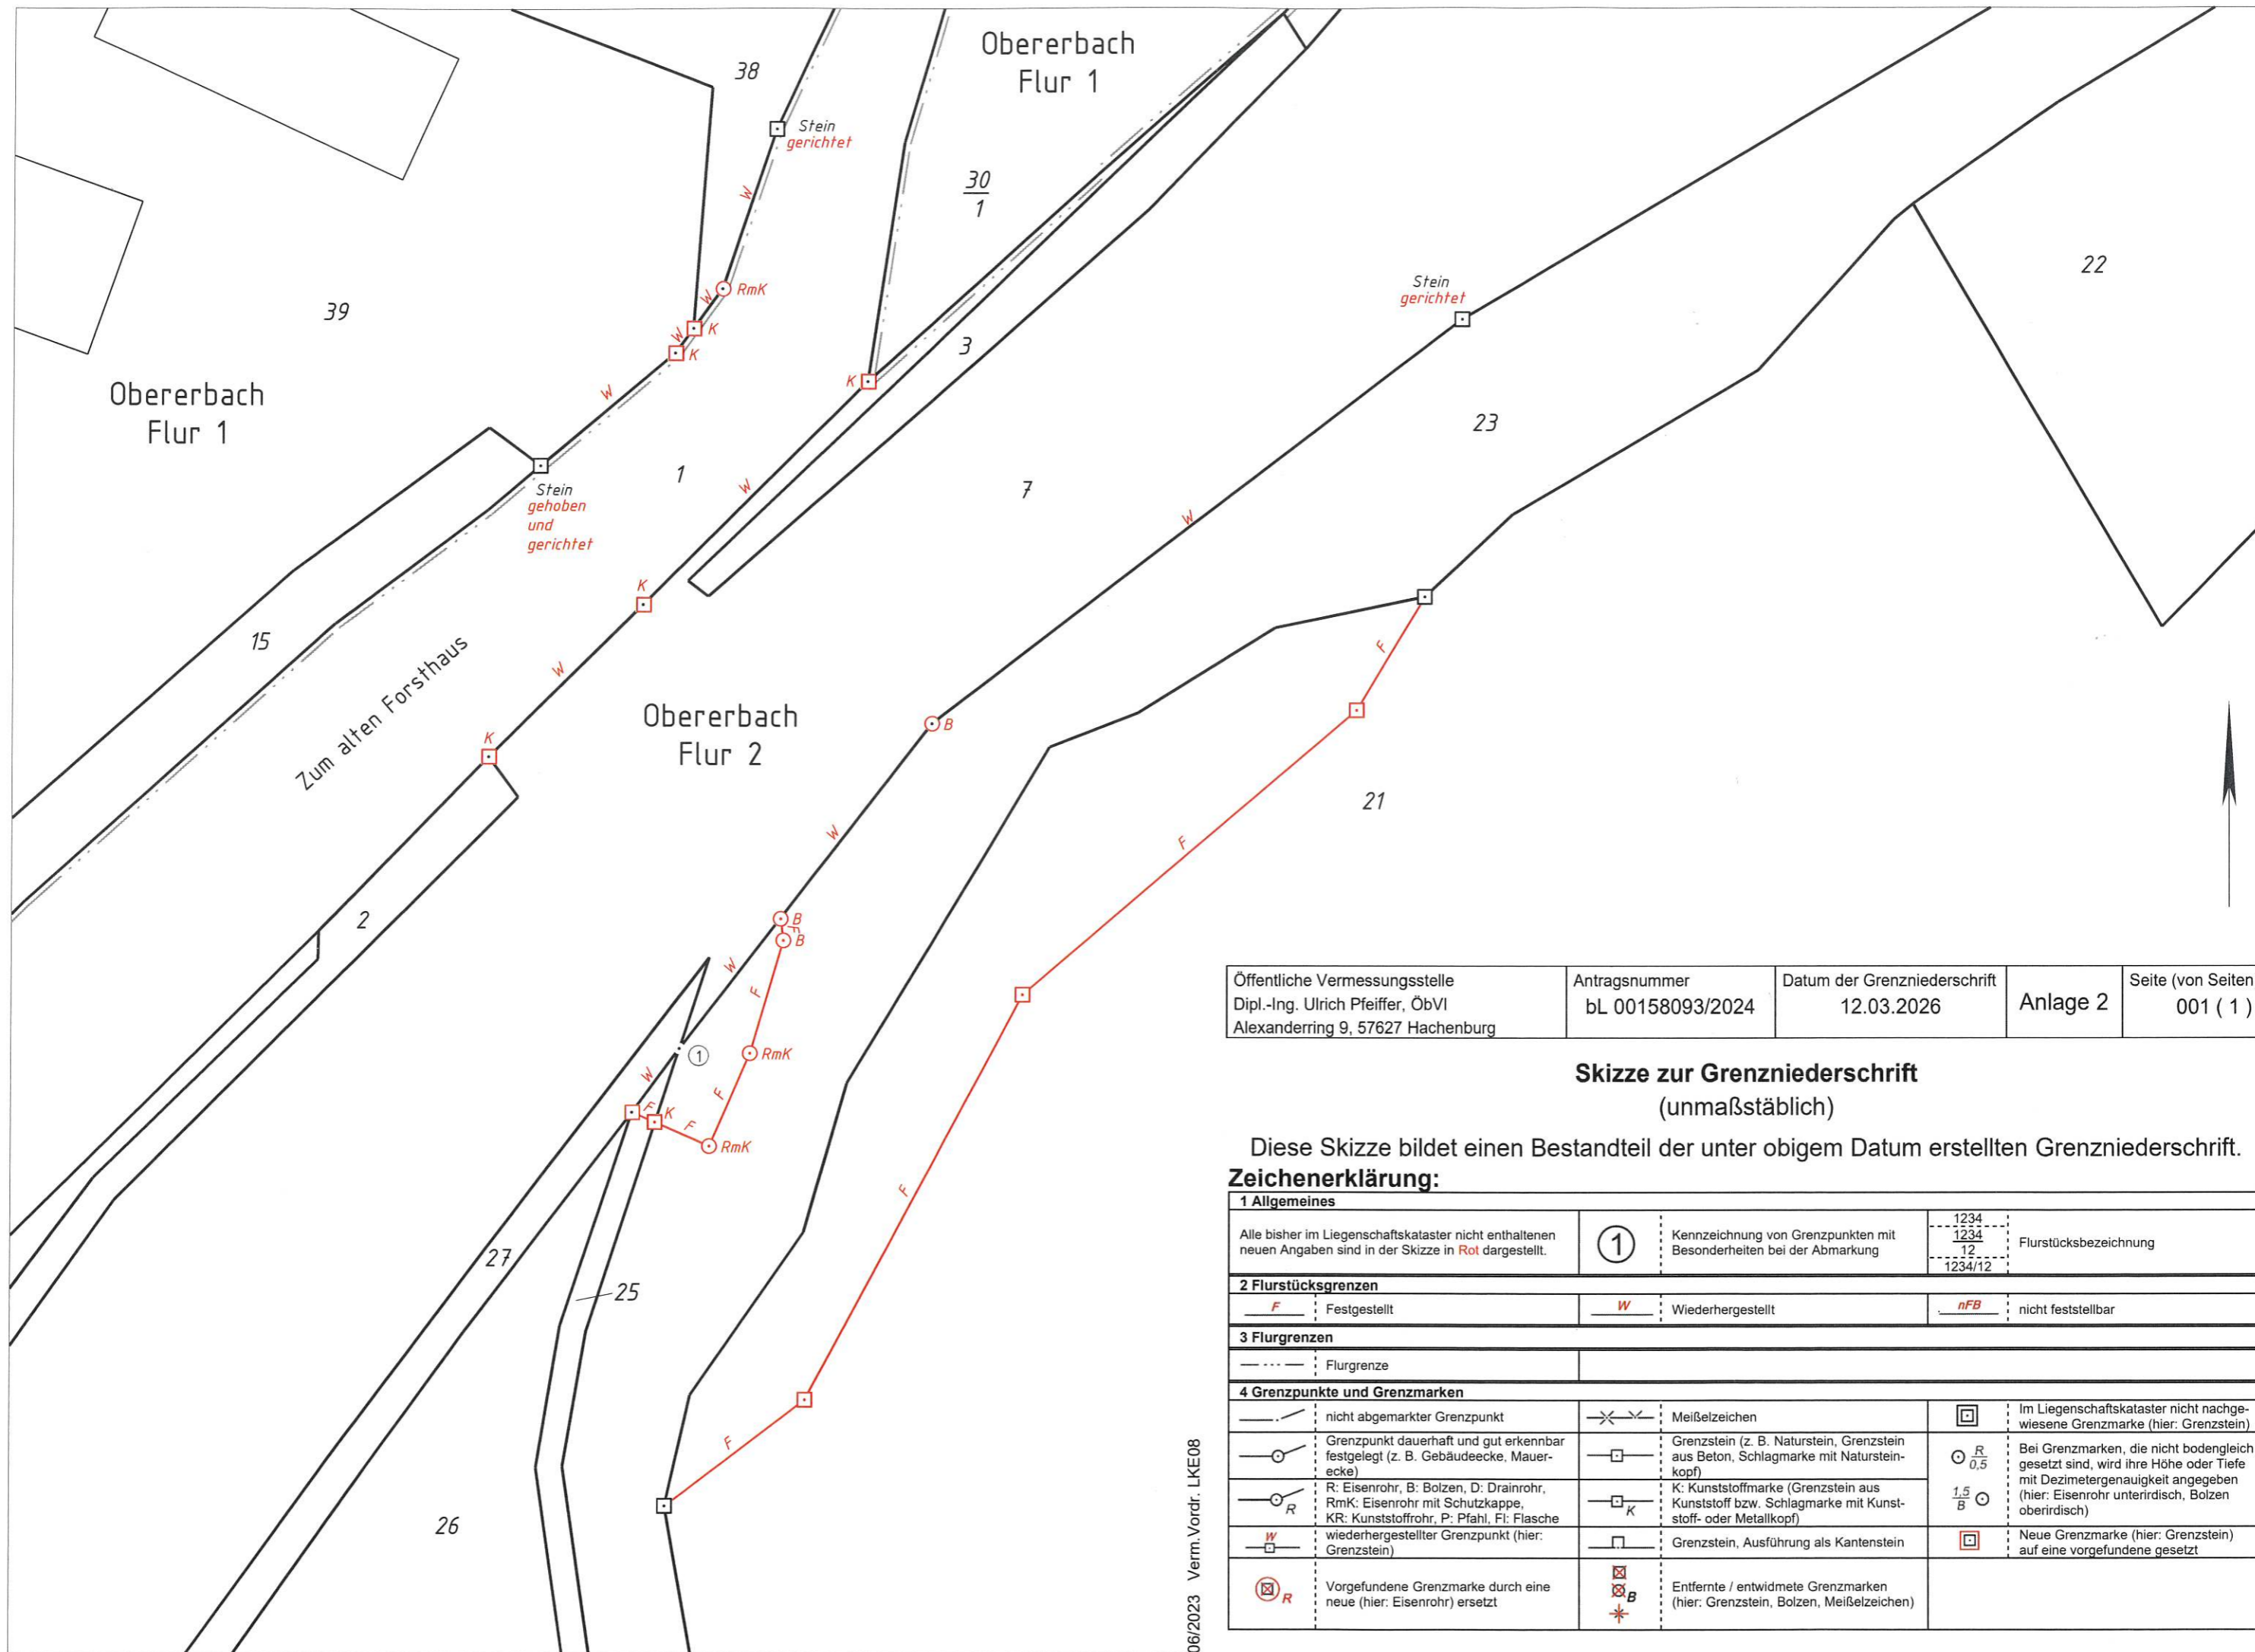 Obererbach
Flur 1
38
Stein
gerichtet
30
1
W
39
RmK
W
K
W
K
3
K
Stein
gerichtet
22
23
Obererbach
Flur 1
W
1
W
7
W
Stein
gehoben
und
gerichtet
K
15
Zum alten Forsthaus
W
K
Obererbach
Flur 2
B
F
21
W
F
2
B
F
B
W
F
1
RmK
W
F
F
K
F
RmK
F
27
25
F
26
Öffentliche Vermessungsstelle
Dipl.-Ing. Ulrich Pfeiffer, ÖbVI
Alexanderring 9, 57627 Hachenburg
Antragsnummer
bL 00158093/2024
Datum der Grenzniederschrift
12.03.2026
Anlage 2
Seite (von Seiten
001 ( 1 )
Skizze zur Grenzniederschrift
(unmaßstäblich)
Diese Skizze bildet einen Bestandteil der unter obigem Datum erstellten Grenzniederschrift.
Zeichenerklärung:
1 Allgemeines
Alle bisher im Liegenschaftskataster nicht enthaltenen
neuen Angaben sind in der Skizze in Rot dargestellt.
1
Kennzeichnung von Grenzpunkten mit
Besonderheiten bei der Abmarkung
1234
1234
12
1234/12
Flurstücksbezeichnung
2 Flurstücksgrenzen
F
Festgestellt
W
Wiederhergestellt
nFB
nicht feststellbar
3 Flurgrenzen
Flurgrenze
4 Grenzpunkte und Grenzmarken
nicht abgemarkter Grenzpunkt
Meißelzeichen
Im Liegenschaftskataster nicht nachge-
wiesene Grenzmarke (hier: Grenzstein)
Grenzpunkt dauerhaft und gut erkennbar
festgelegt (z. B. Gebäudeecke, Mauer-
ecke)
Grenzstein (z. B. Naturstein, Grenzstein
aus Beton, Schlagmarke mit Naturstein-
kopf)
R
0,5
1,5
B
Bei Grenzmarken, die nicht bodengleich
gesetzt sind, wird ihre Höhe oder Tiefe
mit Dezimetergenauigkeit angegeben
(hier: Eisenrohr unterirdisch, Bolzen
oberirdisch)
R
R: Eisenrohr, B: Bolzen, D: Drainrohr,
RmK: Eisenrohr mit Schutzkappe,
KR: Kunststoffrohr, P: Pfahl, Fl: Flasche
K
K: Kunststoffmarke (Grenzstein aus
Kunststoff bzw. Schlagmarke mit Kunst-
stoff- oder Metallkopf)
W
wiederhergestellter Grenzpunkt (hier:
Grenzstein)
Grenzstein, Ausführung als Kantenstein
Neue Grenzmarke (hier: Grenzstein)
auf eine vorgefundene gesetzt
R
Vorgefundene Grenzmarke durch eine
neue (hier: Eisenrohr) ersetzt
B
Entfernte / entwidmete Grenzmarken
(hier: Grenzstein, Bolzen, Meißelzeichen)
06/2023 Verm.Vordr. LKE08